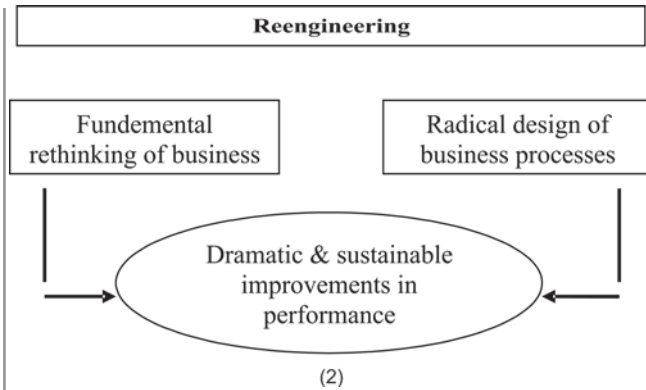 Reengineering
Fundemental
rethinking of business
Radical design of
business processes
Dramatic & sustainable
improvements in
performance
(2)